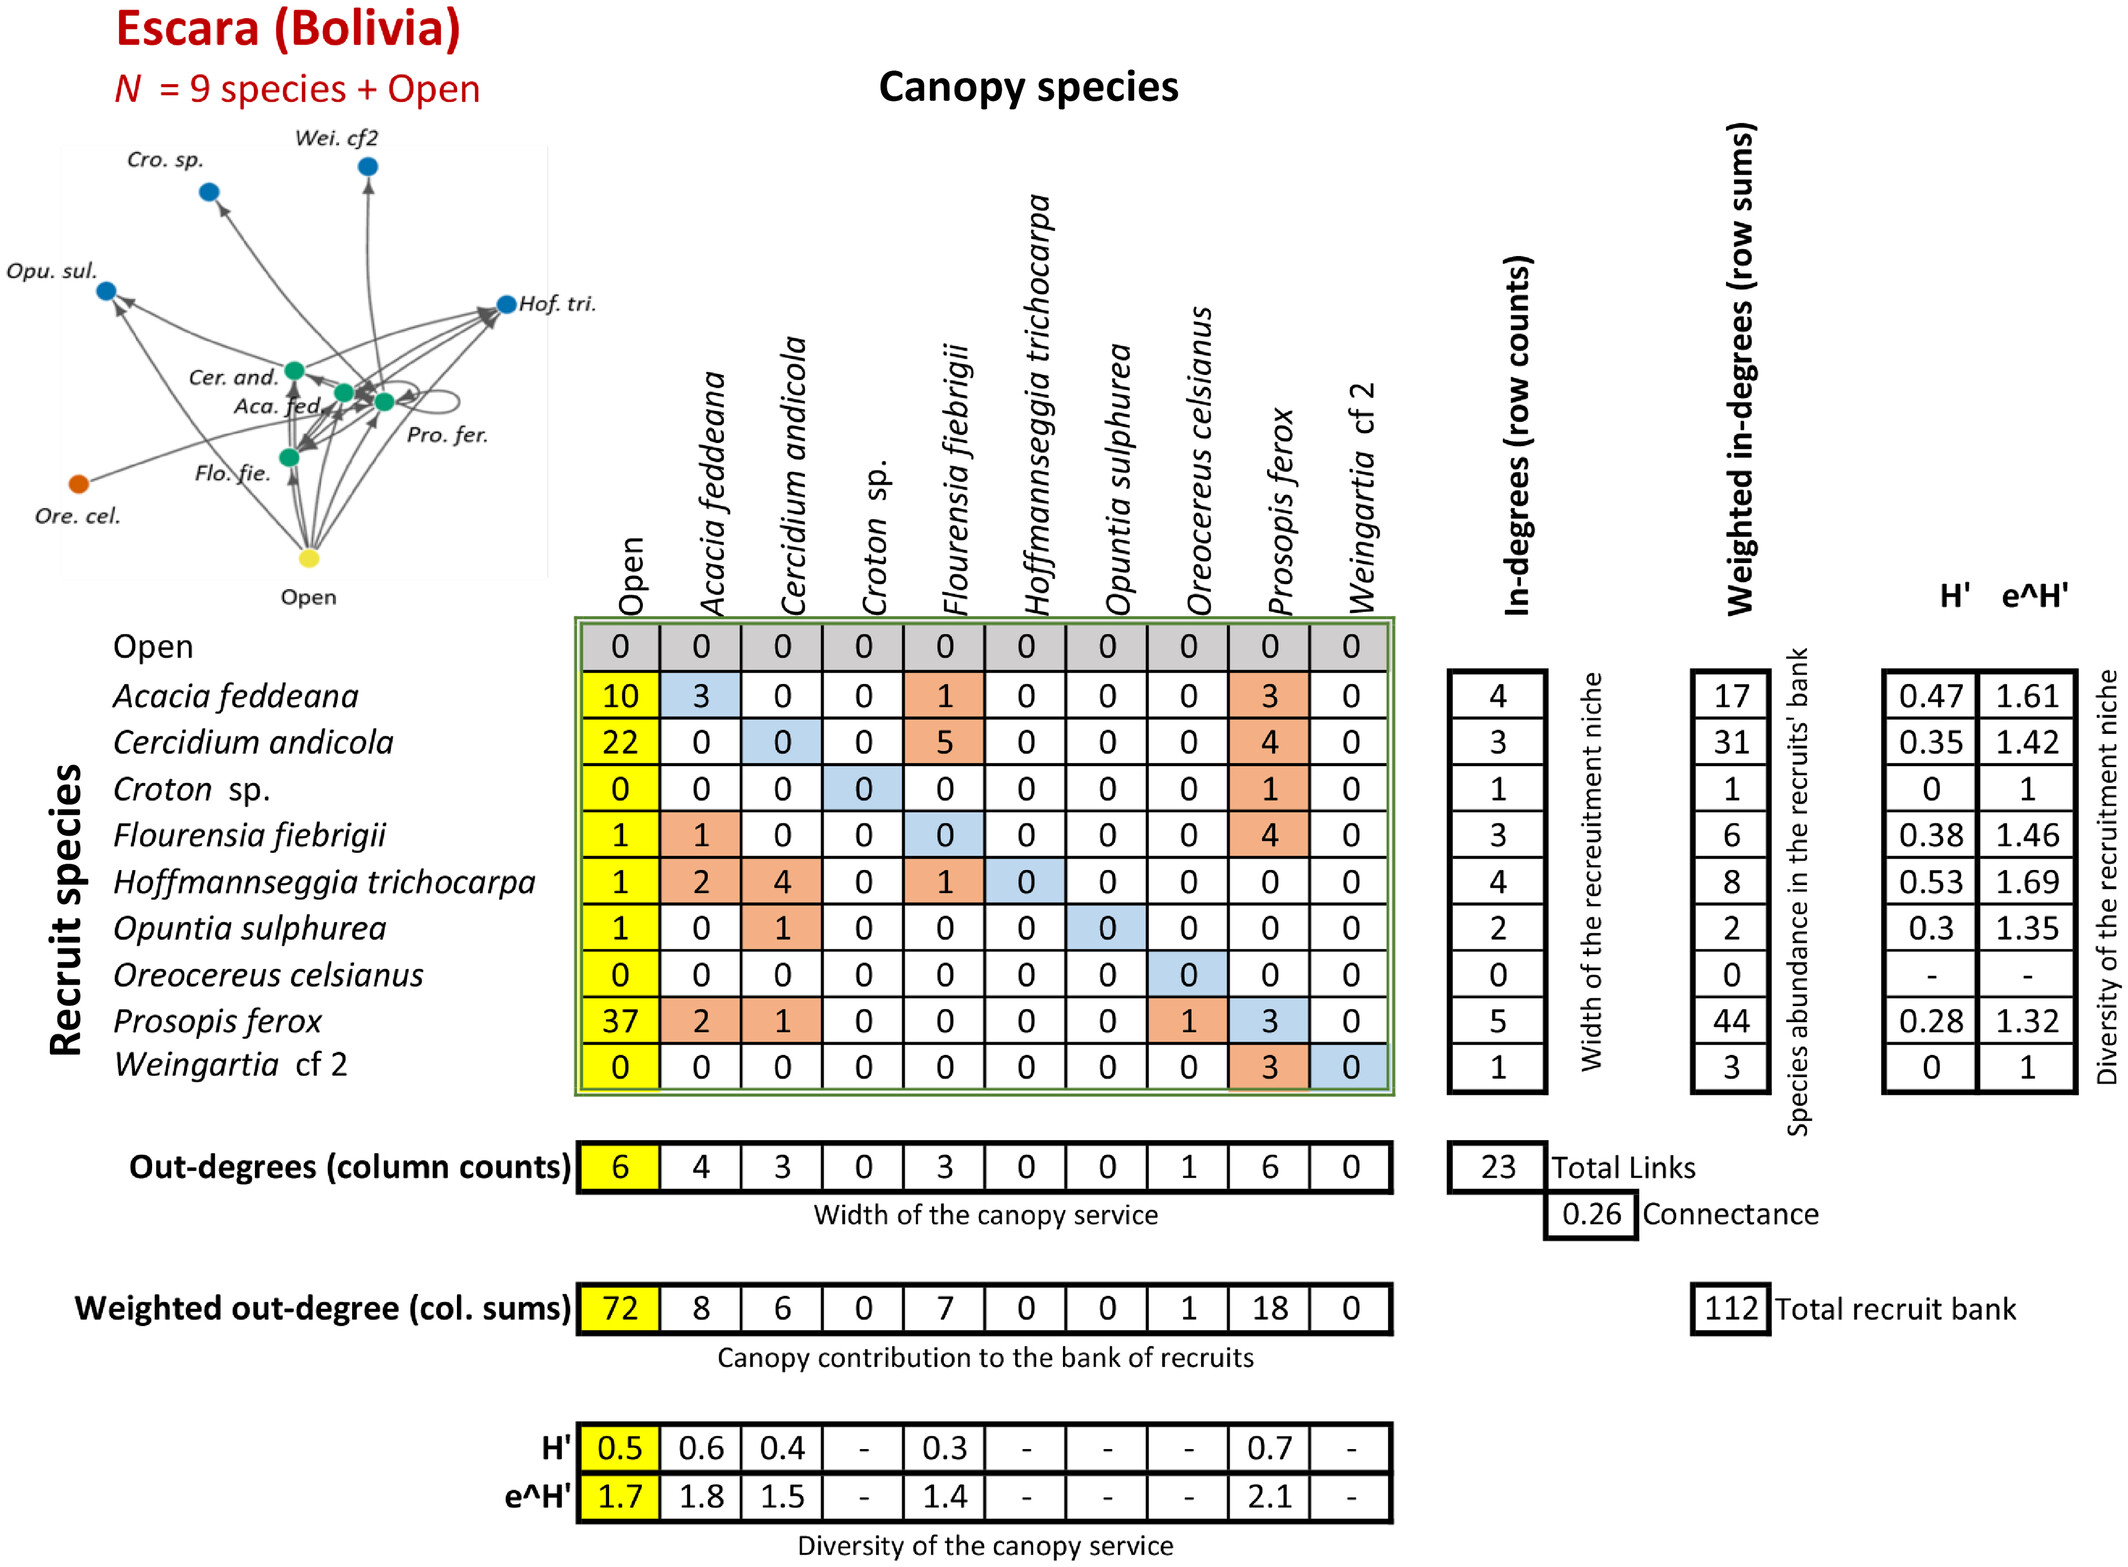 Escara (Bolivia)
N = 9 species + Open
Canopy species
Wei. cf2
Cro. sp.
Opu. sul.
Hof. tri.
Cer. and.
Aca. fed.
Pro. fer.
Flo. fie.
Ore. cel.
Open
Open
Acacia feddeana
Cercidium andicola
Croton sp.
Flourensia fiebrigii
Hoffmannseggia trichocarpa
Opuntia sulphurea
Oreocereus celsianus
Prosopis ferox
Weingartia cf 2
In-degrees (row counts)
Weighted in-degrees (row sums)
H' e^H'
Recruit species
Open 0 0 0 0 0 0 0 0 0 0
Acacia feddeana 10 3 0 0 1 0 0 0 3 0 4 17 0.47 1.61
Cercidium andicola 22 0 0 0 5 0 0 0 4 0 3 31 0.35 1.42
Croton sp. 0 0 0 0 0 0 0 0 1 0 1 1 0 1
Flourensia fiebrigii 1 1 0 0 0 0 0 0 4 0 3 6 0.38 1.46
Hoffmannseggia trichocarpa 1 2 4 0 1 0 0 0 0 0 4 8 0.53 1.69
Opuntia sulphurea 1 0 1 0 0 0 0 0 0 0 2 2 0.3 1.35
Oreocereus celsianus 0 0 0 0 0 0 0 0 0 0 0 0 - -
Prosopis ferox 37 2 1 0 0 0 0 1 3 0 5 44 0.28 1.32
Weingartia cf 2 0 0 0 0 0 0 0 0 3 0 1 3 0 1
Width of the recreuitment niche
Species abundance in the recruits' bank
Diversity of the recruitment niche
Out-degrees (column counts) 6 4 3 0 3 0 0 1 6 0 23 Total Links
Width of the canopy service
0.26 Connectance
Weighted out-degree (col. sums) 72 8 6 0 7 0 0 1 18 0 112 Total recruit bank
Canopy contribution to the bank of recruits
H' 0.5 0.6 0.4 - 0.3 - - - 0.7 -
e^H' 1.7 1.8 1.5 - 1.4 - - - 2.1 -
Diversity of the canopy service